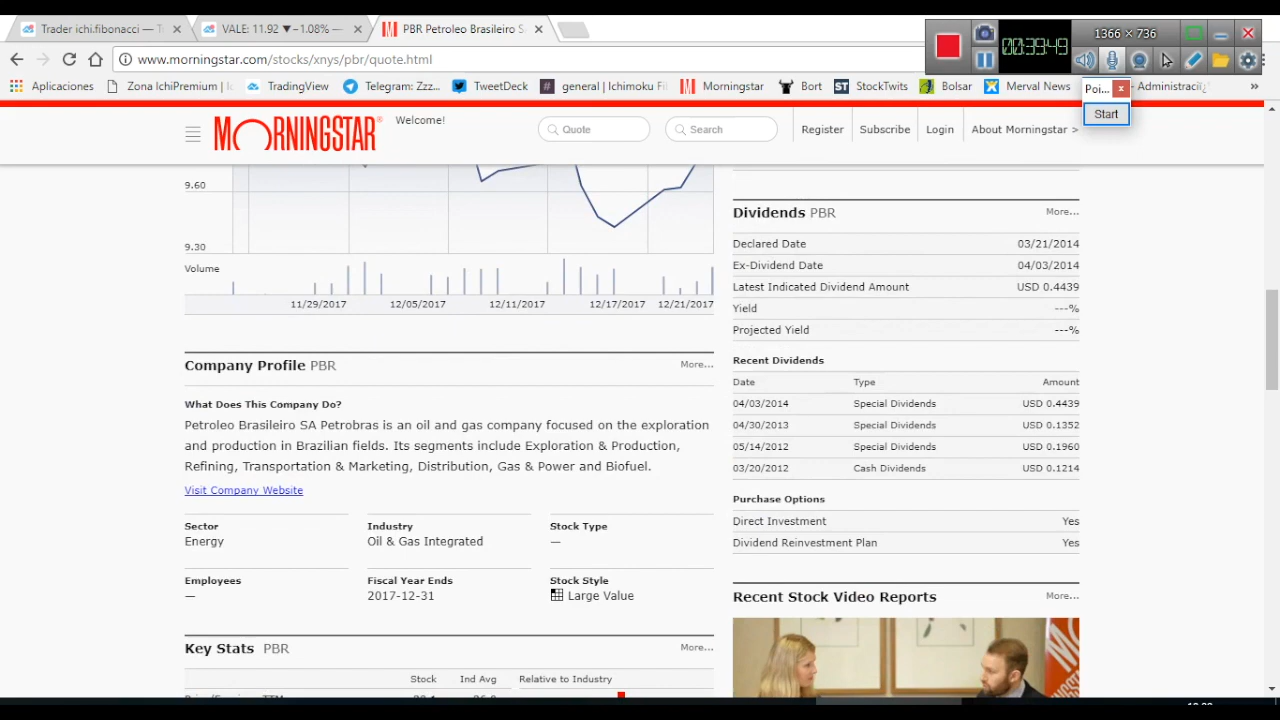 Trader ichi.fibonacci —
VALE: 11.92 ▼ −1.08%
PBR Petroleo Brasileiro S
1366 × 736
00:39:49
www.morningstar.com/stocks/xnys/pbr/quote.html
Aplicaciones
Zona IchiPremium |
TradingView
Telegram: Zzz...
TweetDeck
general | Ichimoku Fi
Morningstar
Bort
StockTwits
Bolsar
Merval News
Poi...
- Administraciï¿
»
Start
MORNINGSTAR®
Welcome!
Quote
Search
Register
Subscribe
Login
About Morningstar >
9.60
9.30
Volume
11/29/2017
12/05/2017
12/11/2017
12/17/2017
12/21/2017
Company Profile PBR
More...
What Does This Company Do?
Petroleo Brasileiro SA Petrobras is an oil and gas company focused on the exploration
and production in Brazilian fields. Its segments include Exploration & Production,
Refining, Transportation & Marketing, Distribution, Gas & Power and Biofuel.
Visit Company Website
Sector
Industry
Stock Type
Energy
Oil & Gas Integrated
—
Employees
Fiscal Year Ends
Stock Style
—
2017-12-31
Large Value
Key Stats PBR
More...
Stock
Ind Avg
Relative to Industry
Dividends PBR
More...
Declared Date 03/21/2014
Ex-Dividend Date 04/03/2014
Latest Indicated Dividend Amount USD 0.4439
Yield ---%
Projected Yield ---%
Recent Dividends
Date Type Amount
04/03/2014 Special Dividends USD 0.4439
04/30/2013 Special Dividends USD 0.1352
05/14/2012 Special Dividends USD 0.1960
03/20/2012 Cash Dividends USD 0.1214
Purchase Options
Direct Investment Yes
Dividend Reinvestment Plan Yes
Recent Stock Video Reports
More...
MORNINGSTAR